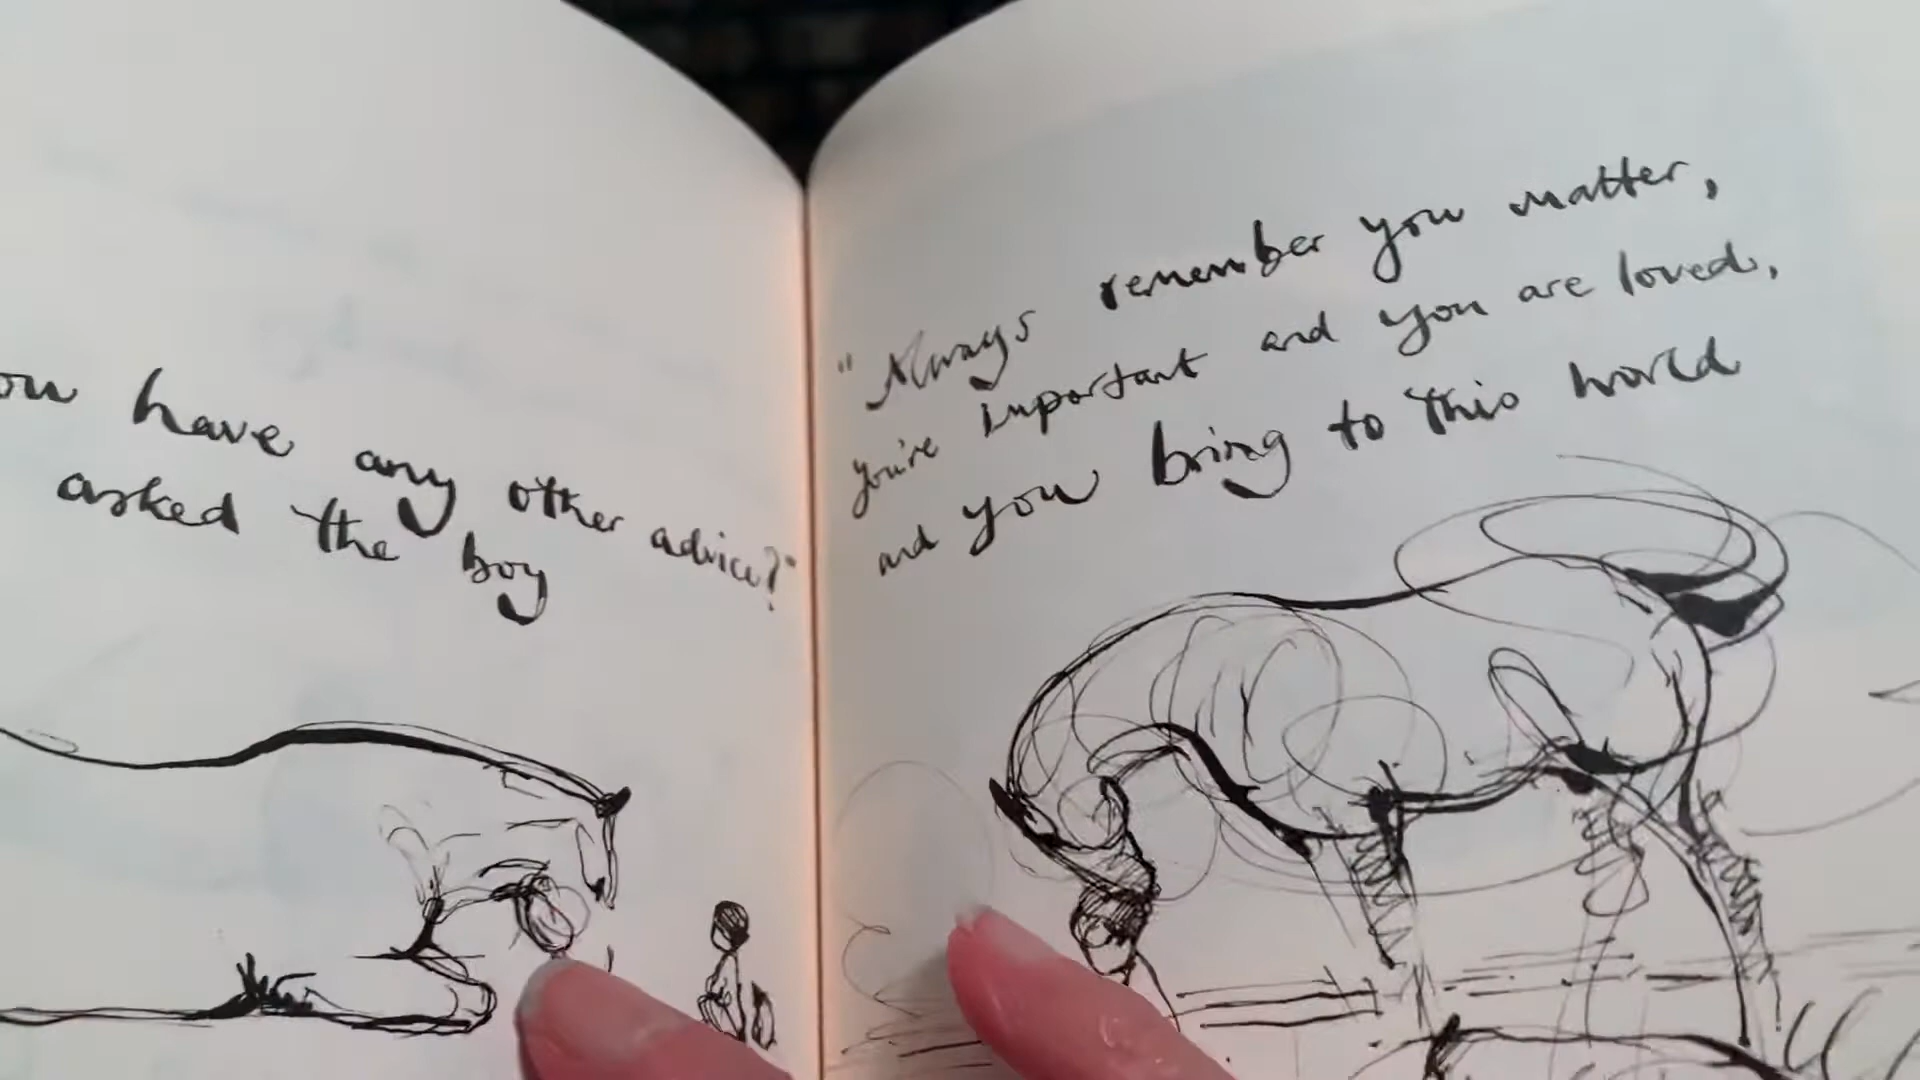 have any other advice?"
asked the boy
"Always remember you matter,
you're important and you are loved,
and you bring to this world